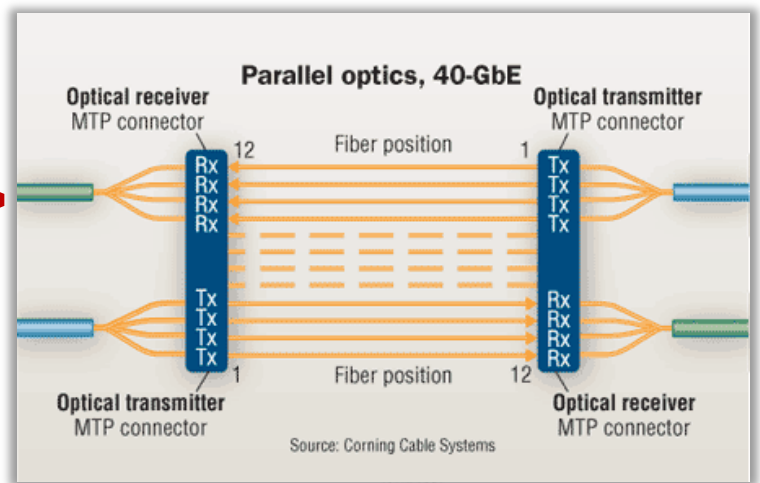 Parallel optics, 40-GbE
Optical receiver
MTP connector
Optical transmitter
MTP connector
12
Fiber position
1
Rx
Rx
Rx
Rx
Tx
Tx
Tx
Tx
Tx
Tx
Tx
Tx
Rx
Rx
Rx
Rx
1
Fiber position
12
Optical transmitter
MTP connector
Optical receiver
MTP connector
Source: Corning Cable Systems